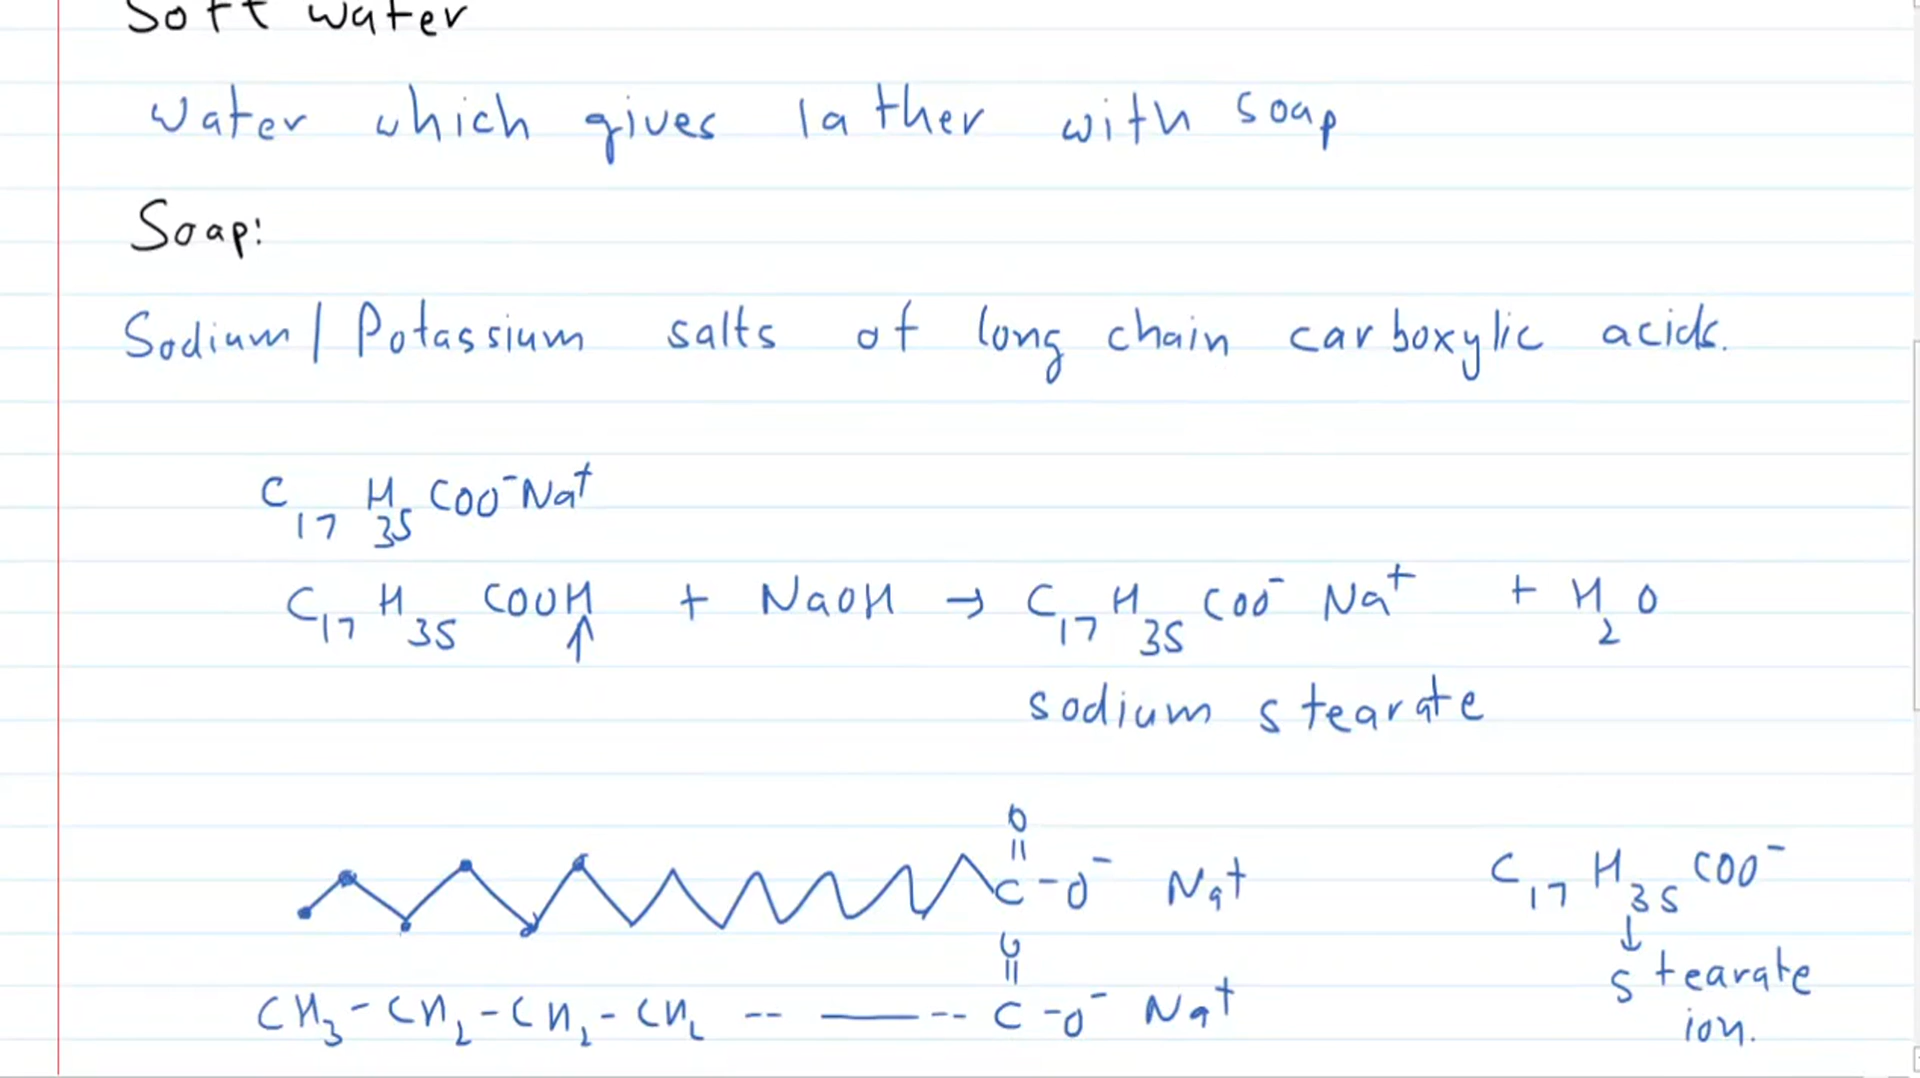 Soft water
Water which gives lather with soap
Soap:
Sodium/Potassium salts of long chain carboxylic acids.
C17H35COO⁻Na⁺
C17H35COOH + NaOH → C17H35COO⁻ Na⁺ + H2O
↑
sodium stearate
O
||
C-O⁻ Na⁺
C17H35COO⁻
↓
stearate
ion.
O
||
CH3-CH2-CH2-CH2 -- —— -- C-O⁻ Na⁺